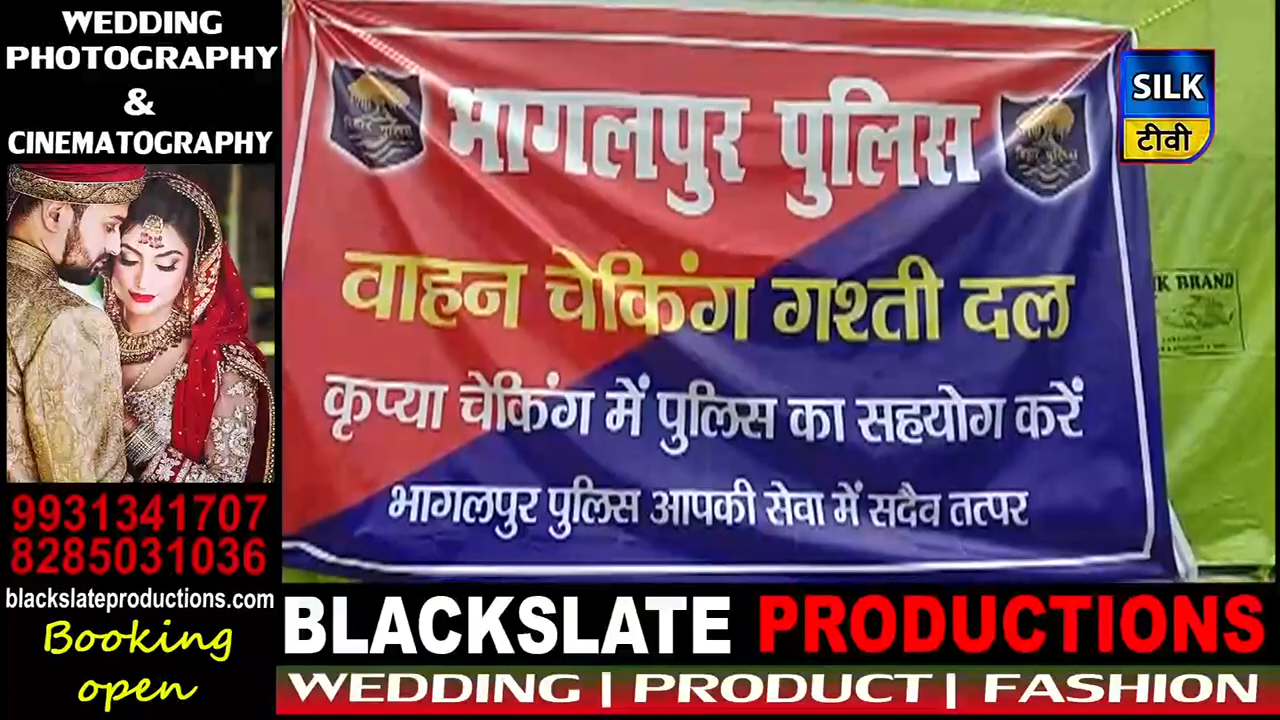 WEDDING
PHOTOGRAPHY
&
CINEMATOGRAPHY
9931341707
8285031036
blackslateproductions.com
Booking
open
भागलपुर पुलिस
बिहार पुलिस
बिहार पुलिस
वाहन चेकिंग गश्ती दल
कृप्या चेकिंग में पुलिस का सहयोग करें
भागलपुर पुलिस आपकी सेवा में सदैव तत्पर
SILK
टीवी
K BRAND
BLACKSLATE PRODUCTIONS
WEDDING | PRODUCT | FASHION